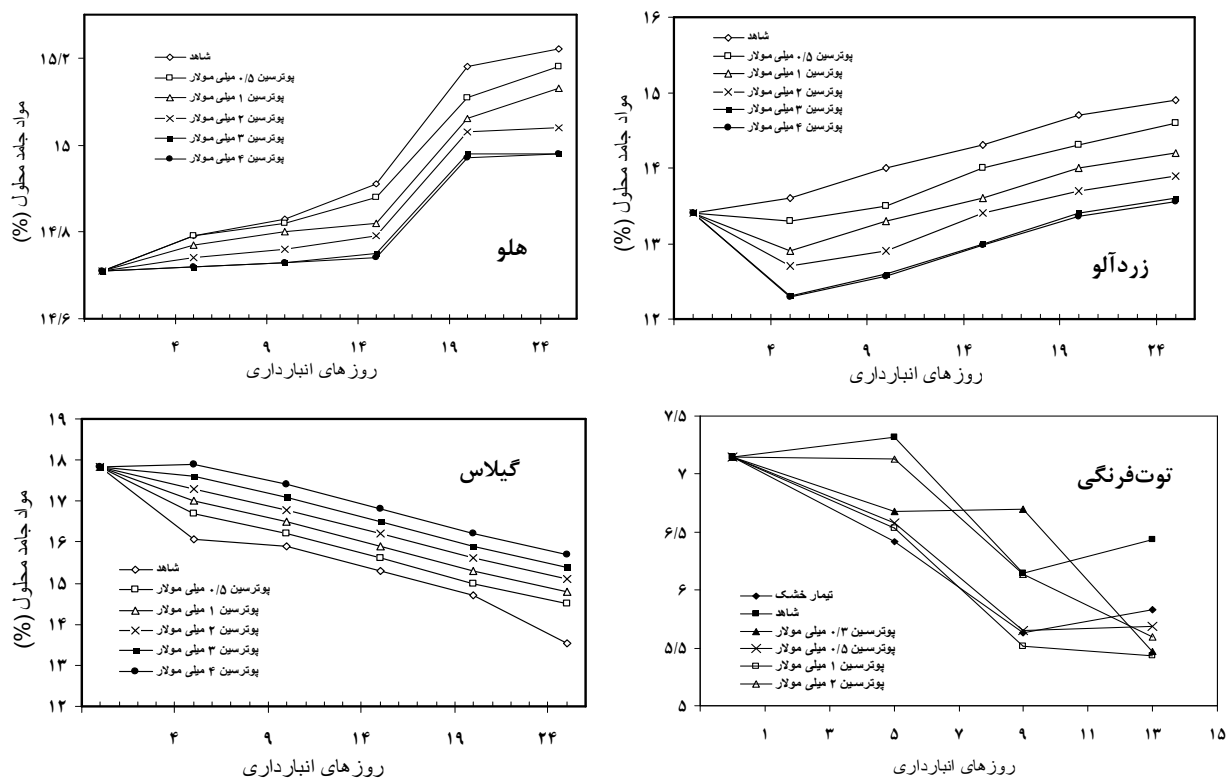 ۱۵/۲
۱۵
۱۴/۸
۱۴/۶
مواد جامد محلول (%)
شاهد
پوترسین ۰/۵ میلی مولار
پوترسین ۱ میلی مولار
پوترسین ۲ میلی مولار
پوترسین ۳ میلی مولار
پوترسین ۴ میلی مولار
هلو
۴ ۹ ۱۴ ۱۹ ۲۴
روزهای انبارداری
۱۶
۱۵
۱۴
۱۳
۱۲
مواد جامد محلول (%)
شاهد
پوترسین ۰/۵ میلی مولار
پوترسین ۱ میلی مولار
پوترسین ۲ میلی مولار
پوترسین ۳ میلی مولار
پوترسین ۴ میلی مولار
زردآلو
۴ ۹ ۱۴ ۱۹ ۲۴
روزهای انبارداری
۱۹
۱۸
۱۷
۱۶
۱۵
۱۴
۱۳
۱۲
مواد جامد محلول (%)
گیلاس
شاهد
پوترسین ۰/۵ میلی مولار
پوترسین ۱ میلی مولار
پوترسین ۲ میلی مولار
پوترسین ۳ میلی مولار
پوترسین ۴ میلی مولار
۴ ۹ ۱۴ ۱۹ ۲۴
روزهای انبارداری
۷/۵
۷
۶/۵
۶
۵/۵
۵
توت‌فرنگی
تیمار خشک
شاهد
پوترسین ۰/۳ میلی مولار
پوترسین ۰/۵ میلی مولار
پوترسین ۱ میلی مولار
پوترسین ۲ میلی مولار
۱ ۳ ۵ ۷ ۹ ۱۱ ۱۳ ۱۵
روزهای انبارداری